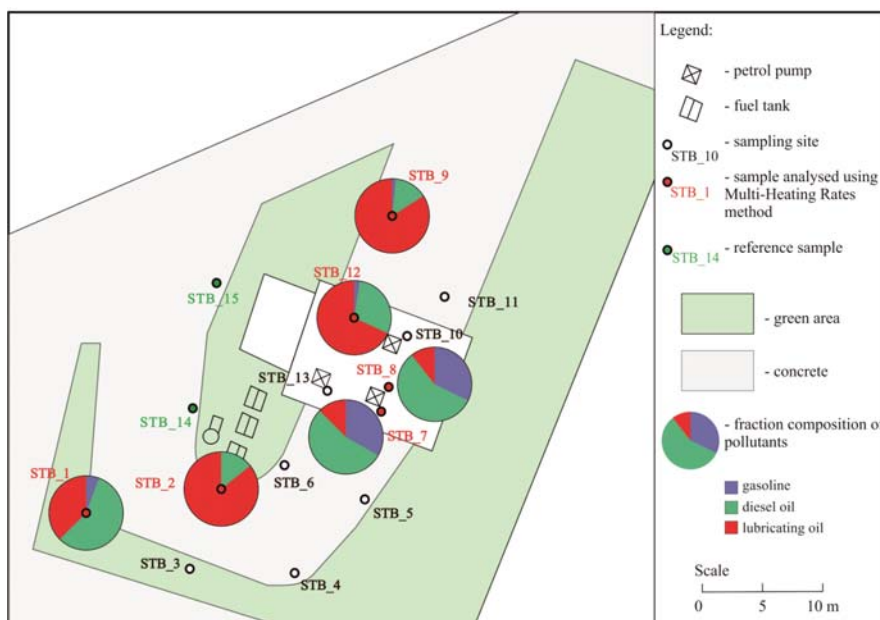 STB_9
STB_12
STB_15
STB_11
STB_10
STB_8
STB_13
STB_14
STB_7
STB_1
STB_2
STB_6
STB_5
STB_3
STB_4
Legend:
- petrol pump
- fuel tank
- sampling site
STB_10
- sample analysed using
STB_1
Multi-Heating Rates
method
- reference sample
STB_14
- green area
- concrete
- fraction composition of
pollutants
gasoline
diesel oil
lubricating oil
Scale
0 5 10 m